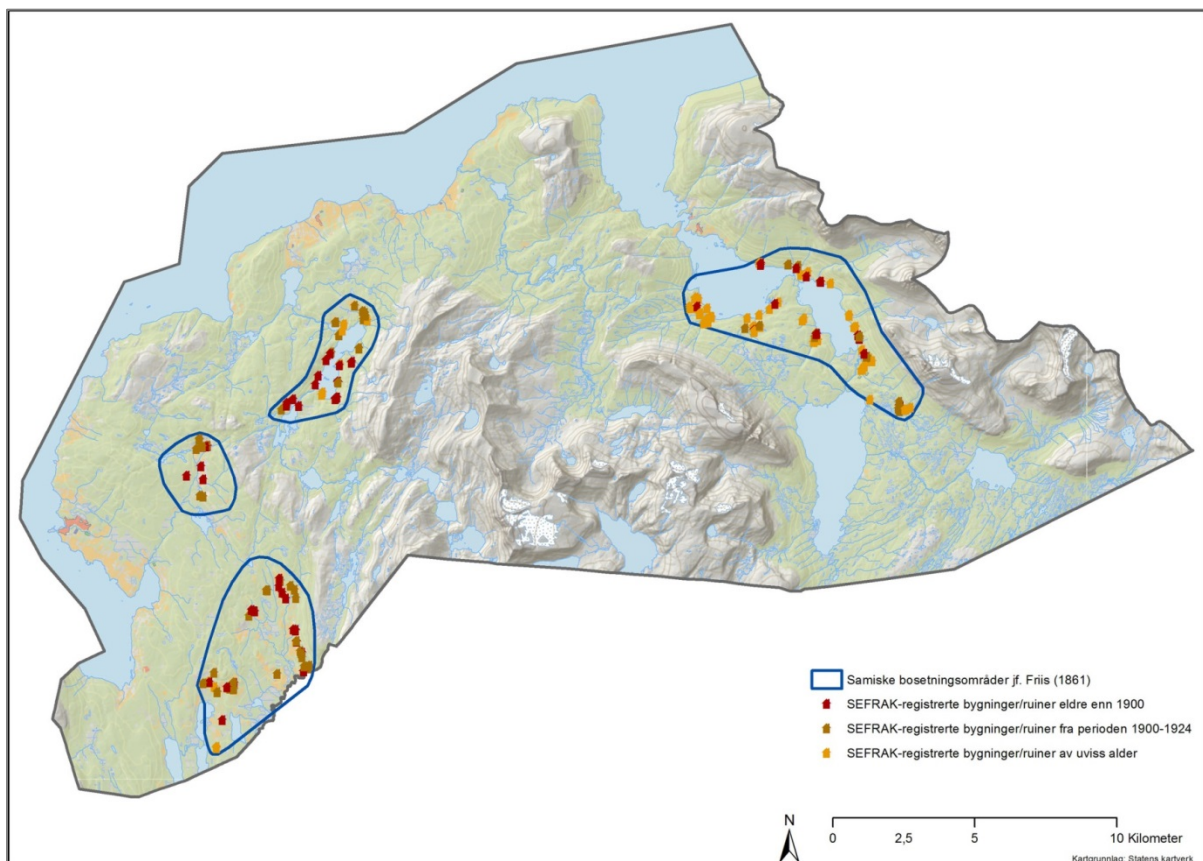 Samiske bosetningsområder jf. Friis (1861)
SEFRAK-registrerte bygninger/ruiner eldre enn 1900
SEFRAK-registrerte bygninger/ruiner fra perioden 1900-1924
SEFRAK-registrerte bygninger/ruiner av uviss alder
N
0 2,5 5 10 Kilometer
Kartgrunnlag: Statens kartverk